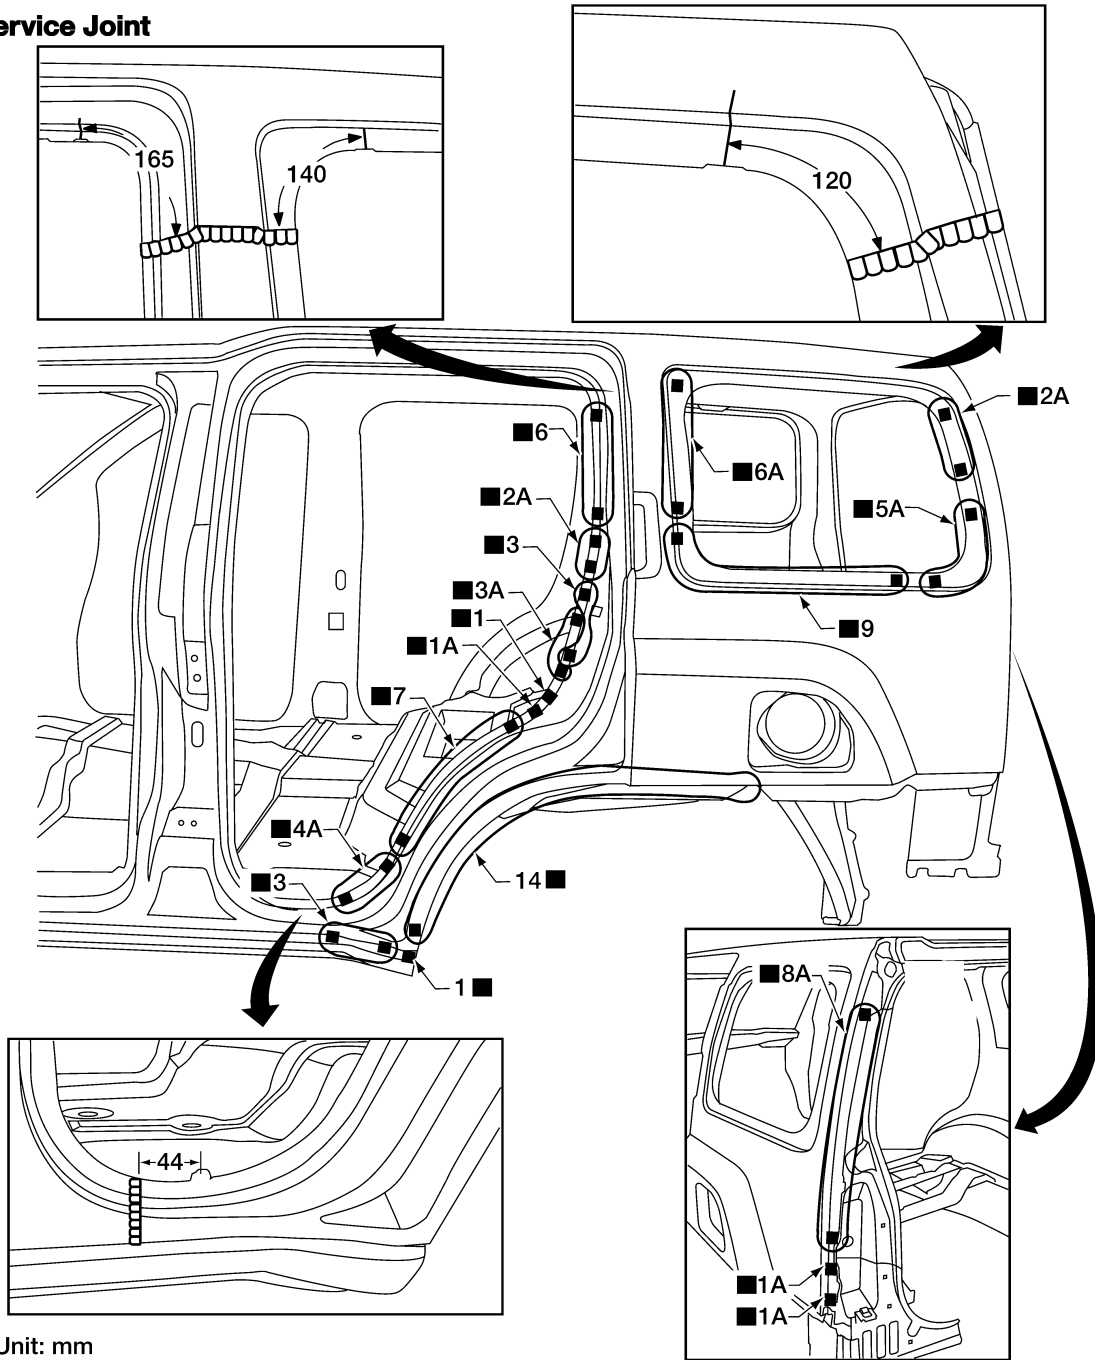 ervice Joint
165
140
120
■2A
■6
■6A
■2A
■5A
■3
■3A
■1
■9
■1A
■7
■4A
■3
14■
1■
■8A
44
■1A
■1A
Unit: mm